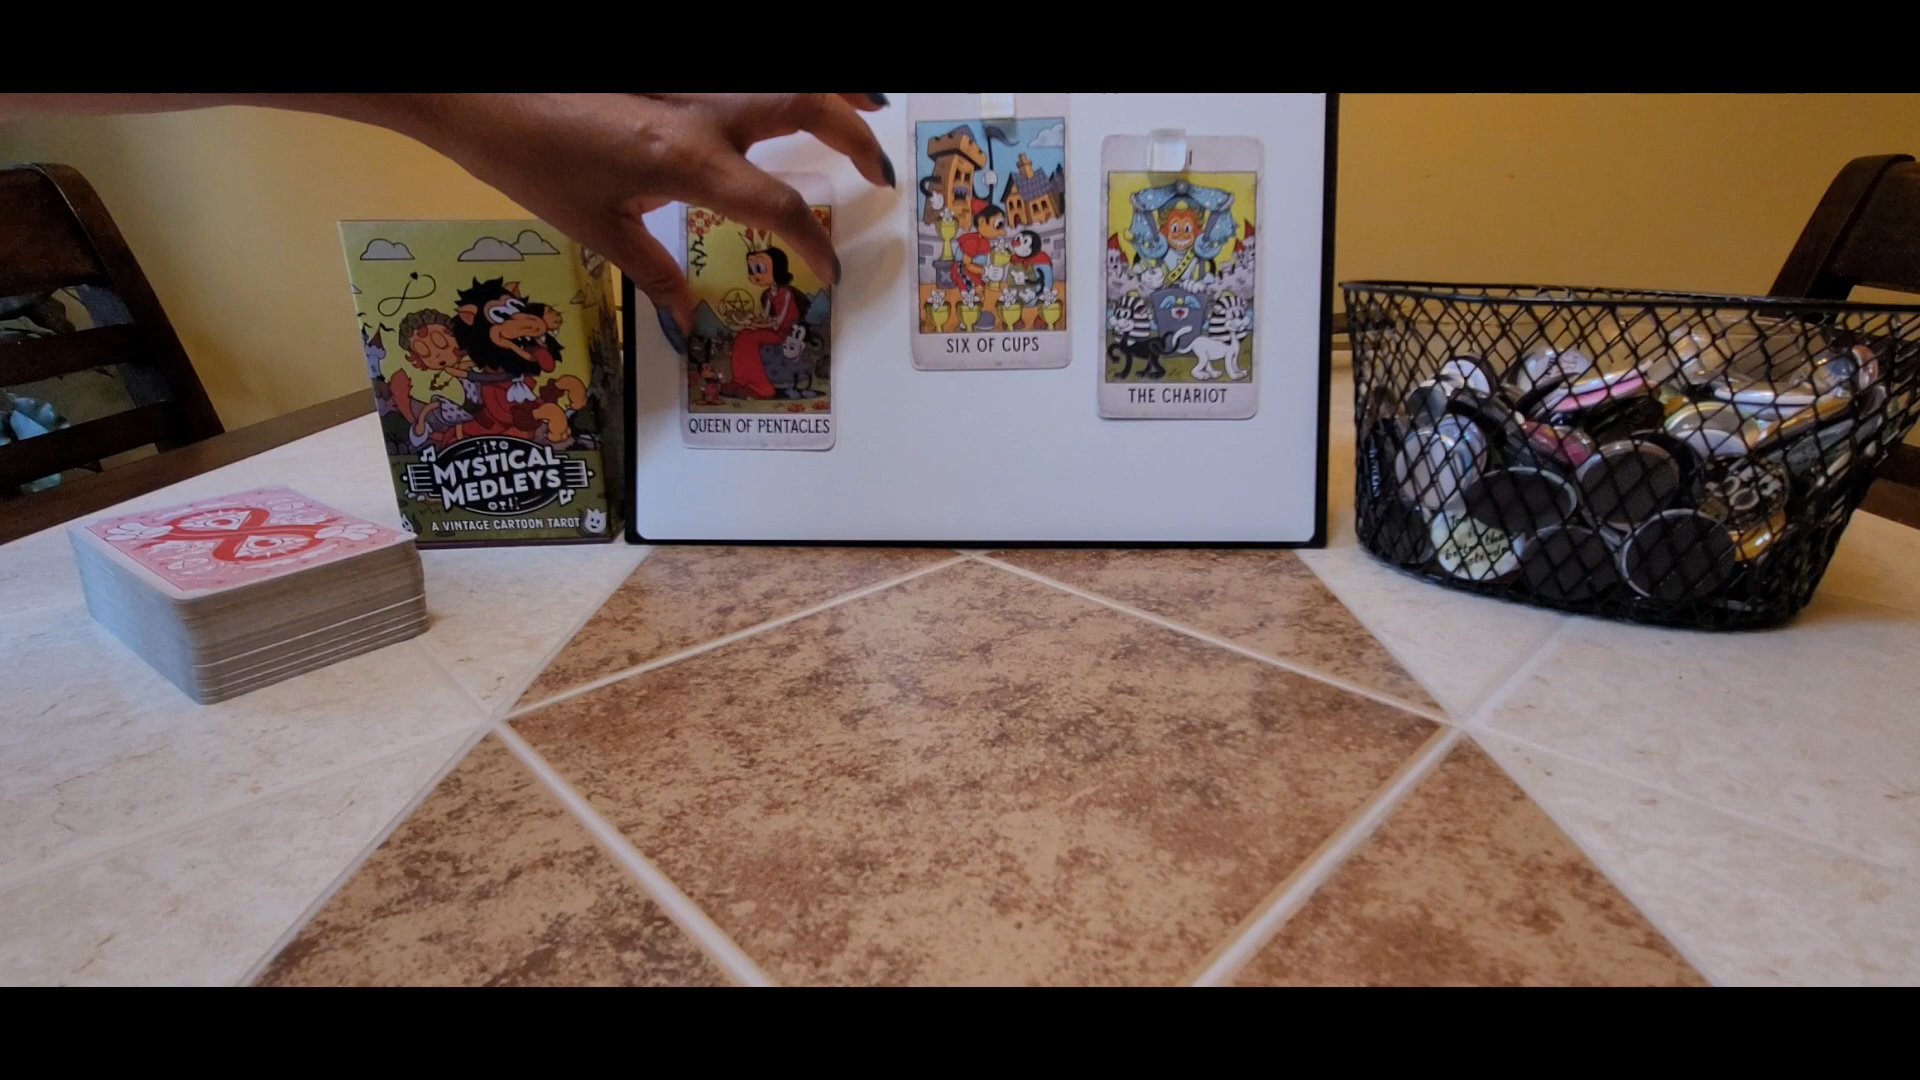 MYSTICAL
MEDLEYS
A VINTAGE CARTOON TAROT
QUEEN OF PENTACLES
SIX OF CUPS
THE CHARIOT